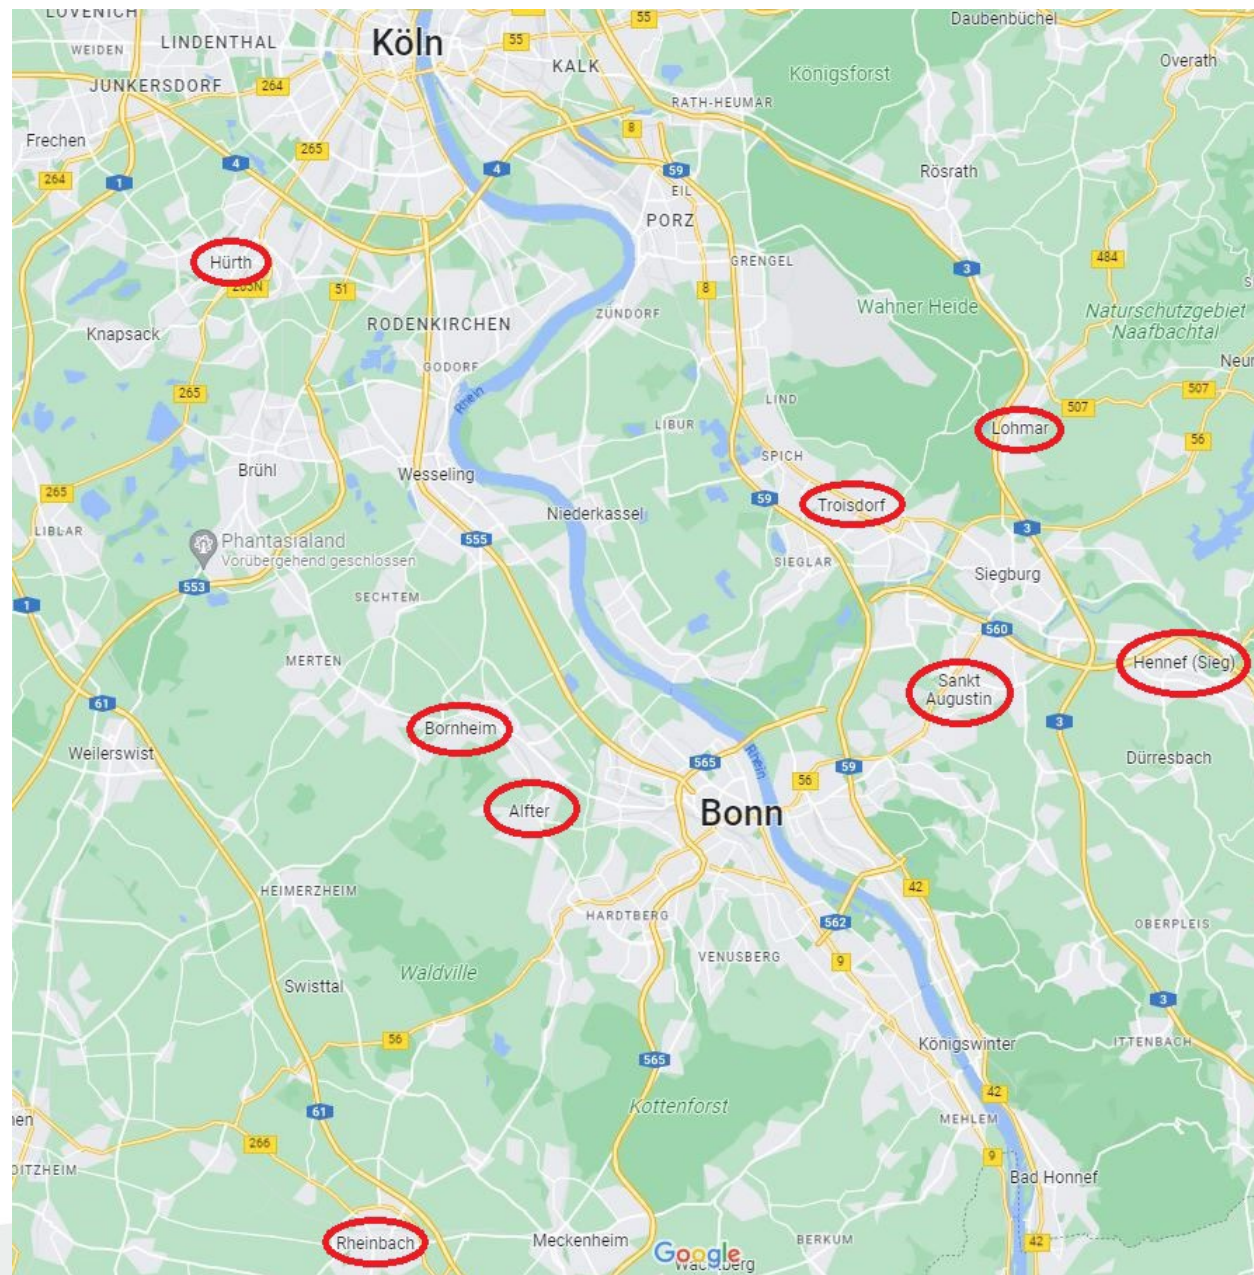 LÖVENICH
Daubenbüchel
55
WEIDEN
LINDENTHAL
Köln
55
KALK
Overath
Königsforst
JUNKERSDORF
264
RATH-HEUMAR
Frechen
265
8
4
4
59
Rösrath
264
1
EIL
PORZ
Hürth
GRENGEL
484
3
265N
51
8
Wahner Heide
Naturschutzgebiet
Naafbachtal
Knapsack
RODENKIRCHEN
ZÜNDORF
GODORF
265
Rhein
LIND
507
507
LIBUR
Lohmar
56
Brühl
Wesseling
SPICH
265
59
Troisdorf
Niederkassel
LIBLAR
Phantasialand
Vorübergehend geschlossen
555
3
SIEGLAR
Siegburg
553
SECHTEM
1
560
MERTEN
Hennef (Sieg)
Sankt
Augustin
61
Bornheim
3
Weilerswist
Rhein
565
59
56
Dürresbach
Alfter
Bonn
HEIMERZHEIM
42
HARDTBERG
562
OBERPLEIS
VENUSBERG
9
Waldville
Swisttal
3
56
Königswinter
ITTENBACH
565
42
Kottenforst
61
MEHLEM
266
9
Bad Honnef
Rheinbach
Meckenheim
Google
BERKUM
42